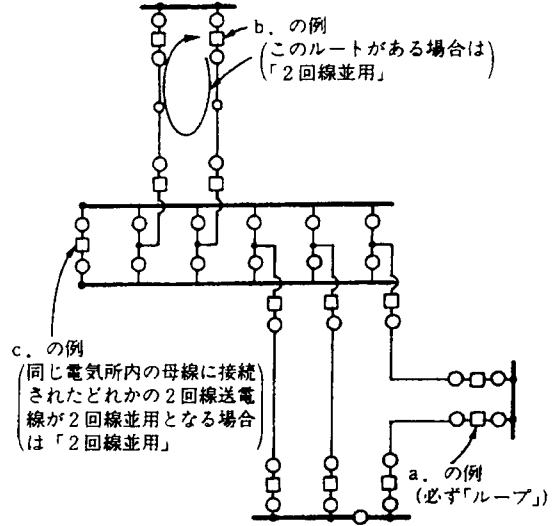 b．の例
(このルートがある場合は
「２回線並用」)
c．の例
(同じ電気所内の母線に接続
されたどれかの２回線送電
線が２回線並用となる場合
は「２回線並用」)
a．の例
(必ず「ループ」)